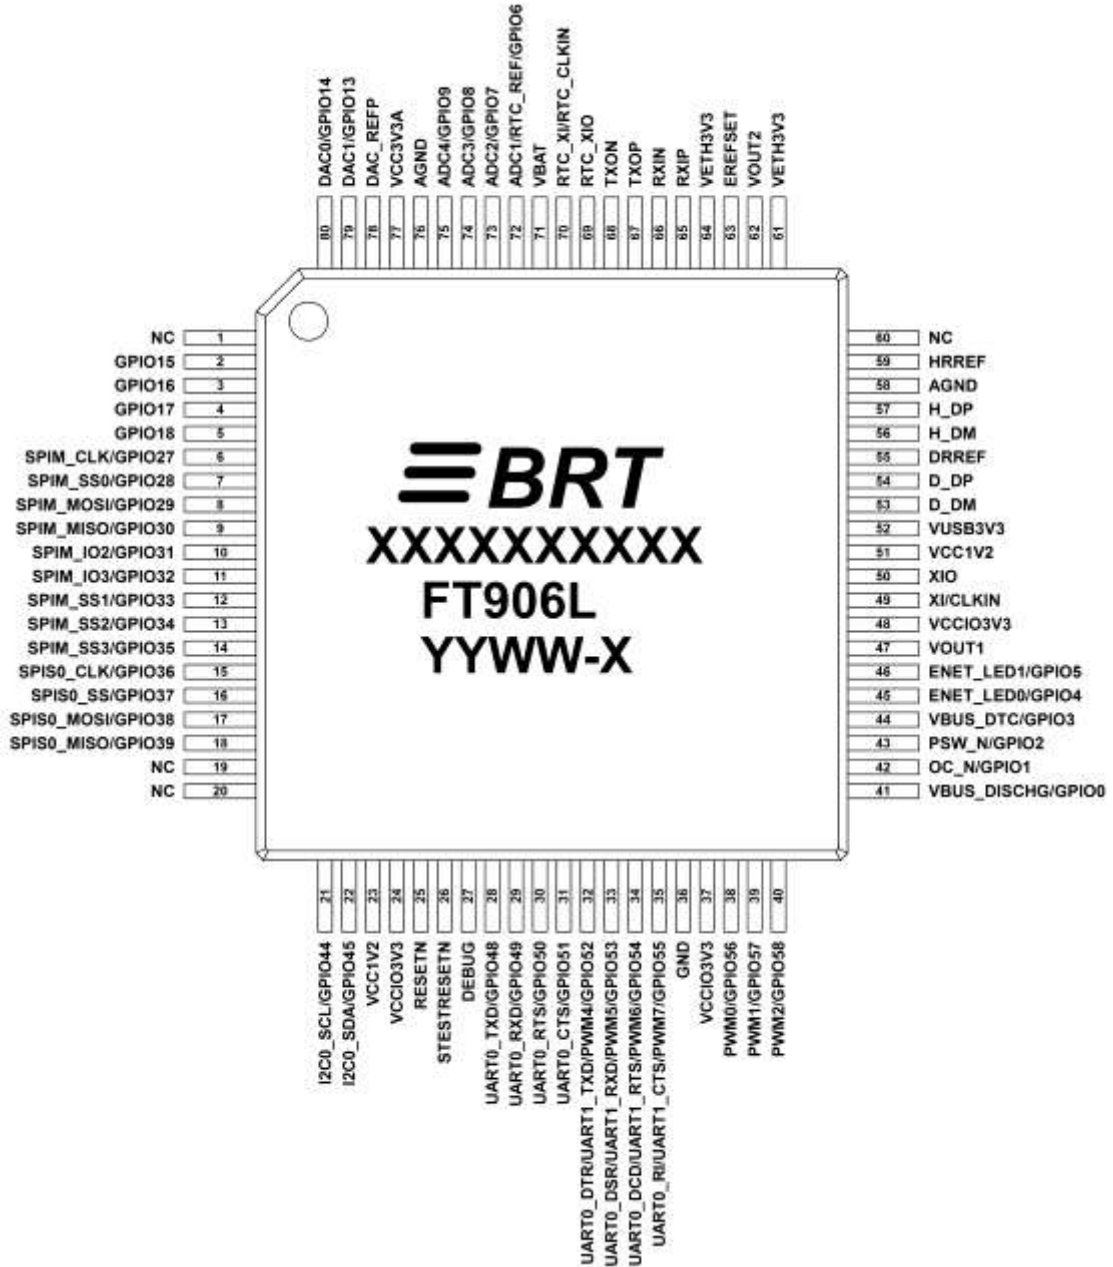 DAC0/GPIO14
DAC1/GPIO13
DAC_REFP
VCC3V3A
AGND
ADC4/GPIO9
ADC3/GPIO8
ADC2/GPIO7
ADC1/RTC_REF/GPIO6
VBAT
RTC_XI/RTC_CLKIN
RTC_XIO
TXON
TXOP
RXIN
RXIP
VETH3V3
EREFSET
VOUT2
VETH3V3
80
79
78
77
76
75
74
73
72
71
70
69
68
67
66
65
64
63
62
61
NC 1
GPIO15 2
GPIO16 3
GPIO17 4
GPIO18 5
SPIM_CLK/GPIO27 6
SPIM_SS0/GPIO28 7
SPIM_MOSI/GPIO29 8
SPIM_MISO/GPIO30 9
SPIM_IO2/GPIO31 10
SPIM_IO3/GPIO32 11
SPIM_SS1/GPIO33 12
SPIM_SS2/GPIO34 13
SPIM_SS3/GPIO35 14
SPIS0_CLK/GPIO36 15
SPIS0_SS/GPIO37 16
SPIS0_MOSI/GPIO38 17
SPIS0_MISO/GPIO39 18
NC 19
NC 20
BRT
XXXXXXXXXX
FT906L
YYWW-X
60 NC
59 HRREF
58 AGND
57 H_DP
56 H_DM
55 DRREF
54 D_DP
53 D_DM
52 VUSB3V3
51 VCC1V2
50 XIO
49 XI/CLKIN
48 VCCIO3V3
47 VOUT1
46 ENET_LED1/GPIO5
45 ENET_LED0/GPIO4
44 VBUS_DTC/GPIO3
43 PSW_N/GPIO2
42 OC_N/GPIO1
41 VBUS_DISCHG/GPIO0
21
22
23
24
25
26
27
28
29
30
31
32
33
34
35
36
37
38
39
40
I2C0_SCL/GPIO44
I2C0_SDA/GPIO45
VCC1V2
VCCIO3V3
RESETN
STESTRESETN
DEBUG
UART0_TXD/GPIO48
UART0_RXD/GPIO49
UART0_RTS/GPIO50
UART0_CTS/GPIO51
UART0_DTR/UART1_TXD/PWM4/GPIO52
UART0_DSR/UART1_RXD/PWM5/GPIO53
UART0_DCD/UART1_RTS/PWM6/GPIO54
UART0_RI/UART1_CTS/PWM7/GPIO55
GND
VCCIO3V3
PWM0/GPIO56
PWM1/GPIO57
PWM2/GPIO58